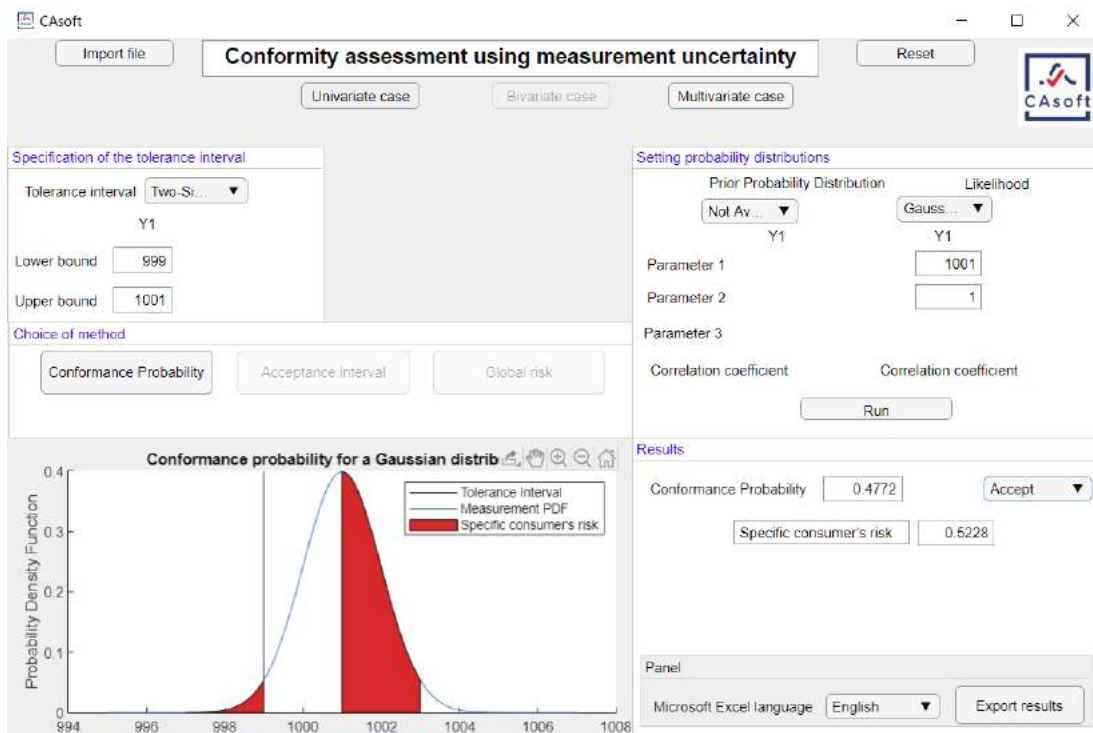 CAsoft
Import file
Conformity assessment using measurement uncertainty
Reset
Univariate case
Bivariate case
Multivariate case
CAsoft
Specification of the tolerance interval
Tolerance interval Two-Si... ▼
Y1
Lower bound 999
Upper bound 1001
Setting probability distributions
Prior Probability Distribution Likelihood
Not Av... ▼ Gauss... ▼
Y1 Y1
Parameter 1 1001
Parameter 2 1
Parameter 3
Correlation coefficient Correlation coefficient
Run
Choice of method
Conformance Probability
Acceptance interval
Global risk
Conformance probability for a Gaussian distrib
Tolerance Interval
Measurement PDF
Specific consumer's risk
Probability Density Function
0.4
0.3
0.2
0.1
0
994 996 998 1000 1002 1004 1006 1008
Results
Conformance Probability 0.4772 Accept ▼
Specific consumer's risk 0.5228
Panel
Microsoft Excel language English ▼ Export results